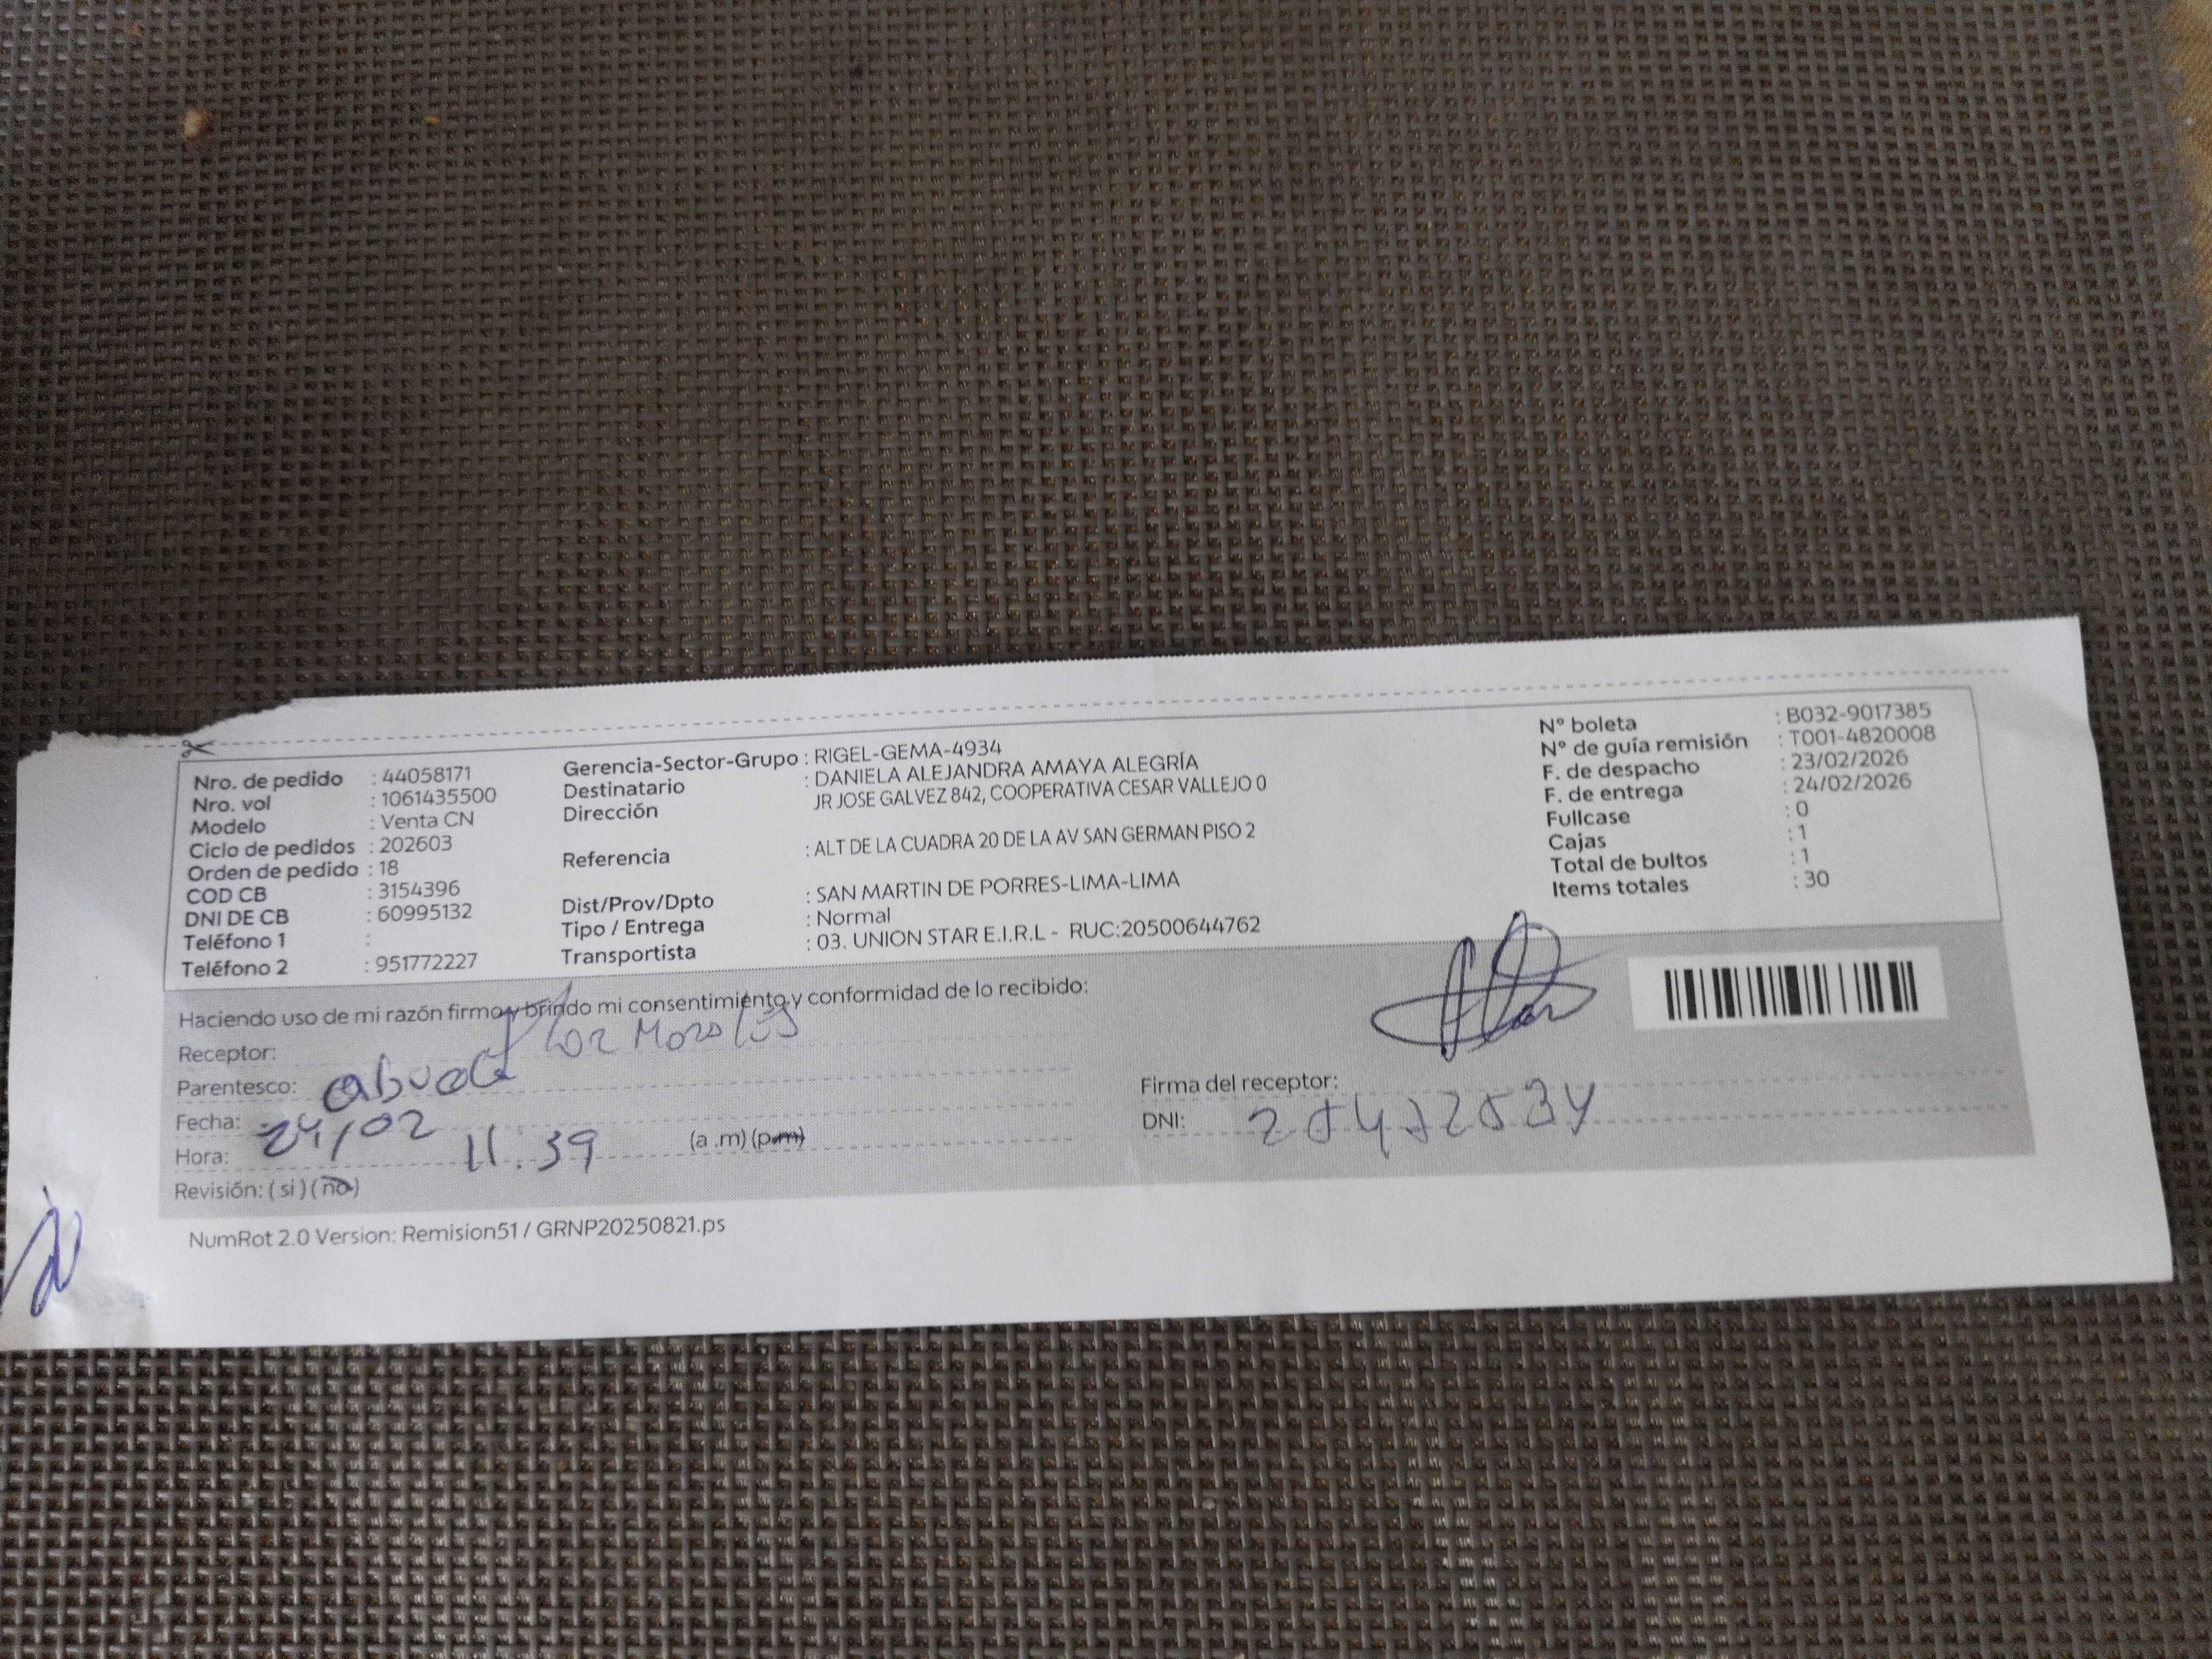 Nro. de pedido : 44058171
Nro. vol : 1061435500
Modelo : Venta CN
Ciclo de pedidos : 202603
Orden de pedido : 18
COD CB : 3154396
DNI DE CB : 60995132
Teléfono 1 :
Teléfono 2 : 951772227
Gerencia-Sector-Grupo : RIGEL-GEMA-4934
Destinatario : DANIELA ALEJANDRA AMAYA ALEGRÍA
Dirección JR JOSE GALVEZ 842, COOPERATIVA CESAR VALLEJO 0
Referencia : ALT DE LA CUADRA 20 DE LA AV SAN GERMAN PISO 2
Dist/Prov/Dpto : SAN MARTIN DE PORRES-LIMA-LIMA
Tipo / Entrega : Normal
Transportista : 03. UNION STAR E.I.R.L - RUC:20500644762
Nº boleta : B032-9017385
Nº de guía remisión : T001-4820008
F. de despacho : 23/02/2026
F. de entrega : 24/02/2026
Fullcase : 0
Cajas : 1
Total de bultos : 1
Items totales : 30
Haciendo uso de mi razón firmo y brindo mi consentimiento y conformidad de lo recibido:
Receptor: Flor Morales
Parentesco: abuela
Fecha: 24/02
Hora: 11:39 (a .m) (p.m)
Revisión: ( si ) ( no )
Firma del receptor:
DNI:
NumRot 2.0 Version: Remision51 / GRNP20250821.ps